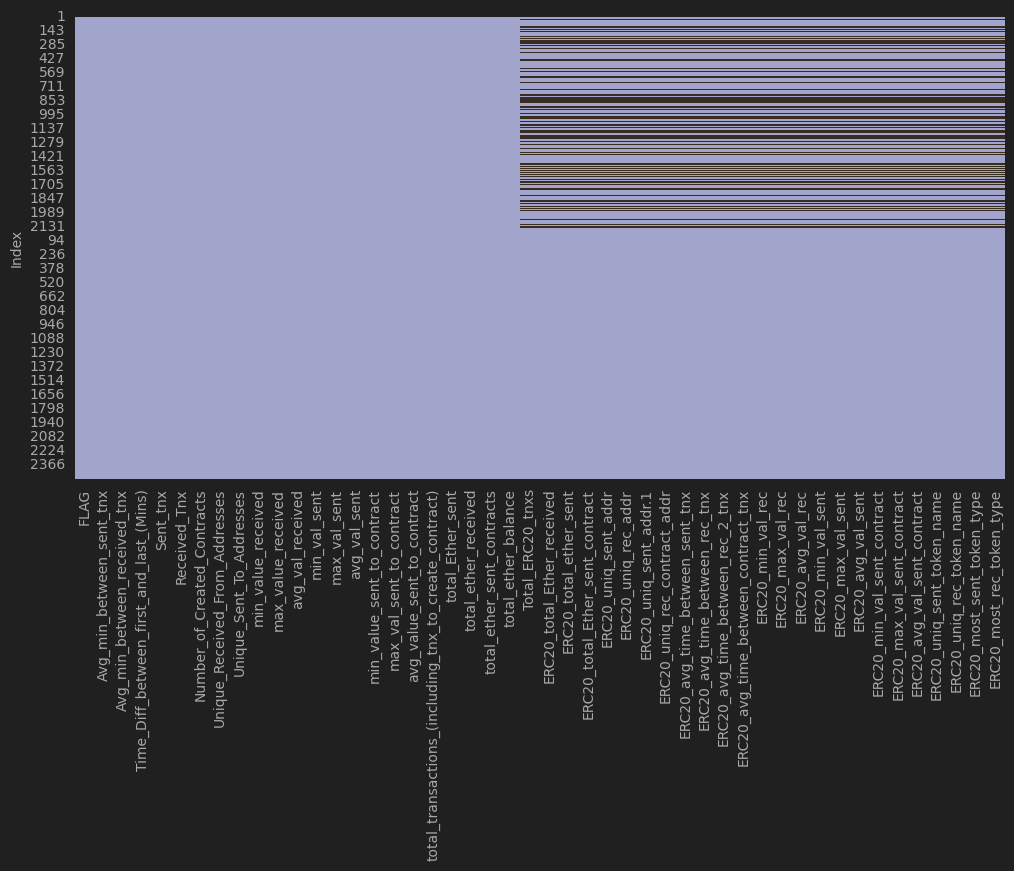 1
143
285
427
569
711
853
995
1137
1279
1421
1563
1705
1847
1989
2131
94
236
378
520
662
804
946
1088
1230
1372
1514
1656
1798
1940
2082
2224
2366
Index
FLAG
Avg_min_between_sent_tnx
Avg_min_between_received_tnx
Time_Diff_between_first_and_last_(Mins)
Sent_tnx
Received_Tnx
Number_of_Created_Contracts
Unique_Received_From_Addresses
Unique_Sent_To_Addresses
min_value_received
max_value_received
avg_val_received
min_val_sent
max_val_sent
avg_val_sent
min_value_sent_to_contract
max_val_sent_to_contract
avg_value_sent_to_contract
total_transactions_(including_tnx_to_create_contract)
total_Ether_sent
total_ether_received
total_ether_sent_contracts
total_ether_balance
Total_ERC20_tnxs
ERC20_total_Ether_received
ERC20_total_ether_sent
ERC20_total_Ether_sent_contract
ERC20_uniq_sent_addr
ERC20_uniq_rec_addr
ERC20_uniq_sent_addr.1
ERC20_uniq_rec_contract_addr
ERC20_avg_time_between_sent_tnx
ERC20_avg_time_between_rec_tnx
ERC20_avg_time_between_rec_2_tnx
ERC20_avg_time_between_contract_tnx
ERC20_min_val_rec
ERC20_max_val_rec
ERC20_avg_val_rec
ERC20_min_val_sent
ERC20_max_val_sent
ERC20_avg_val_sent
ERC20_min_val_sent_contract
ERC20_max_val_sent_contract
ERC20_avg_val_sent_contract
ERC20_uniq_sent_token_name
ERC20_uniq_rec_token_name
ERC20_most_sent_token_type
ERC20_most_rec_token_type